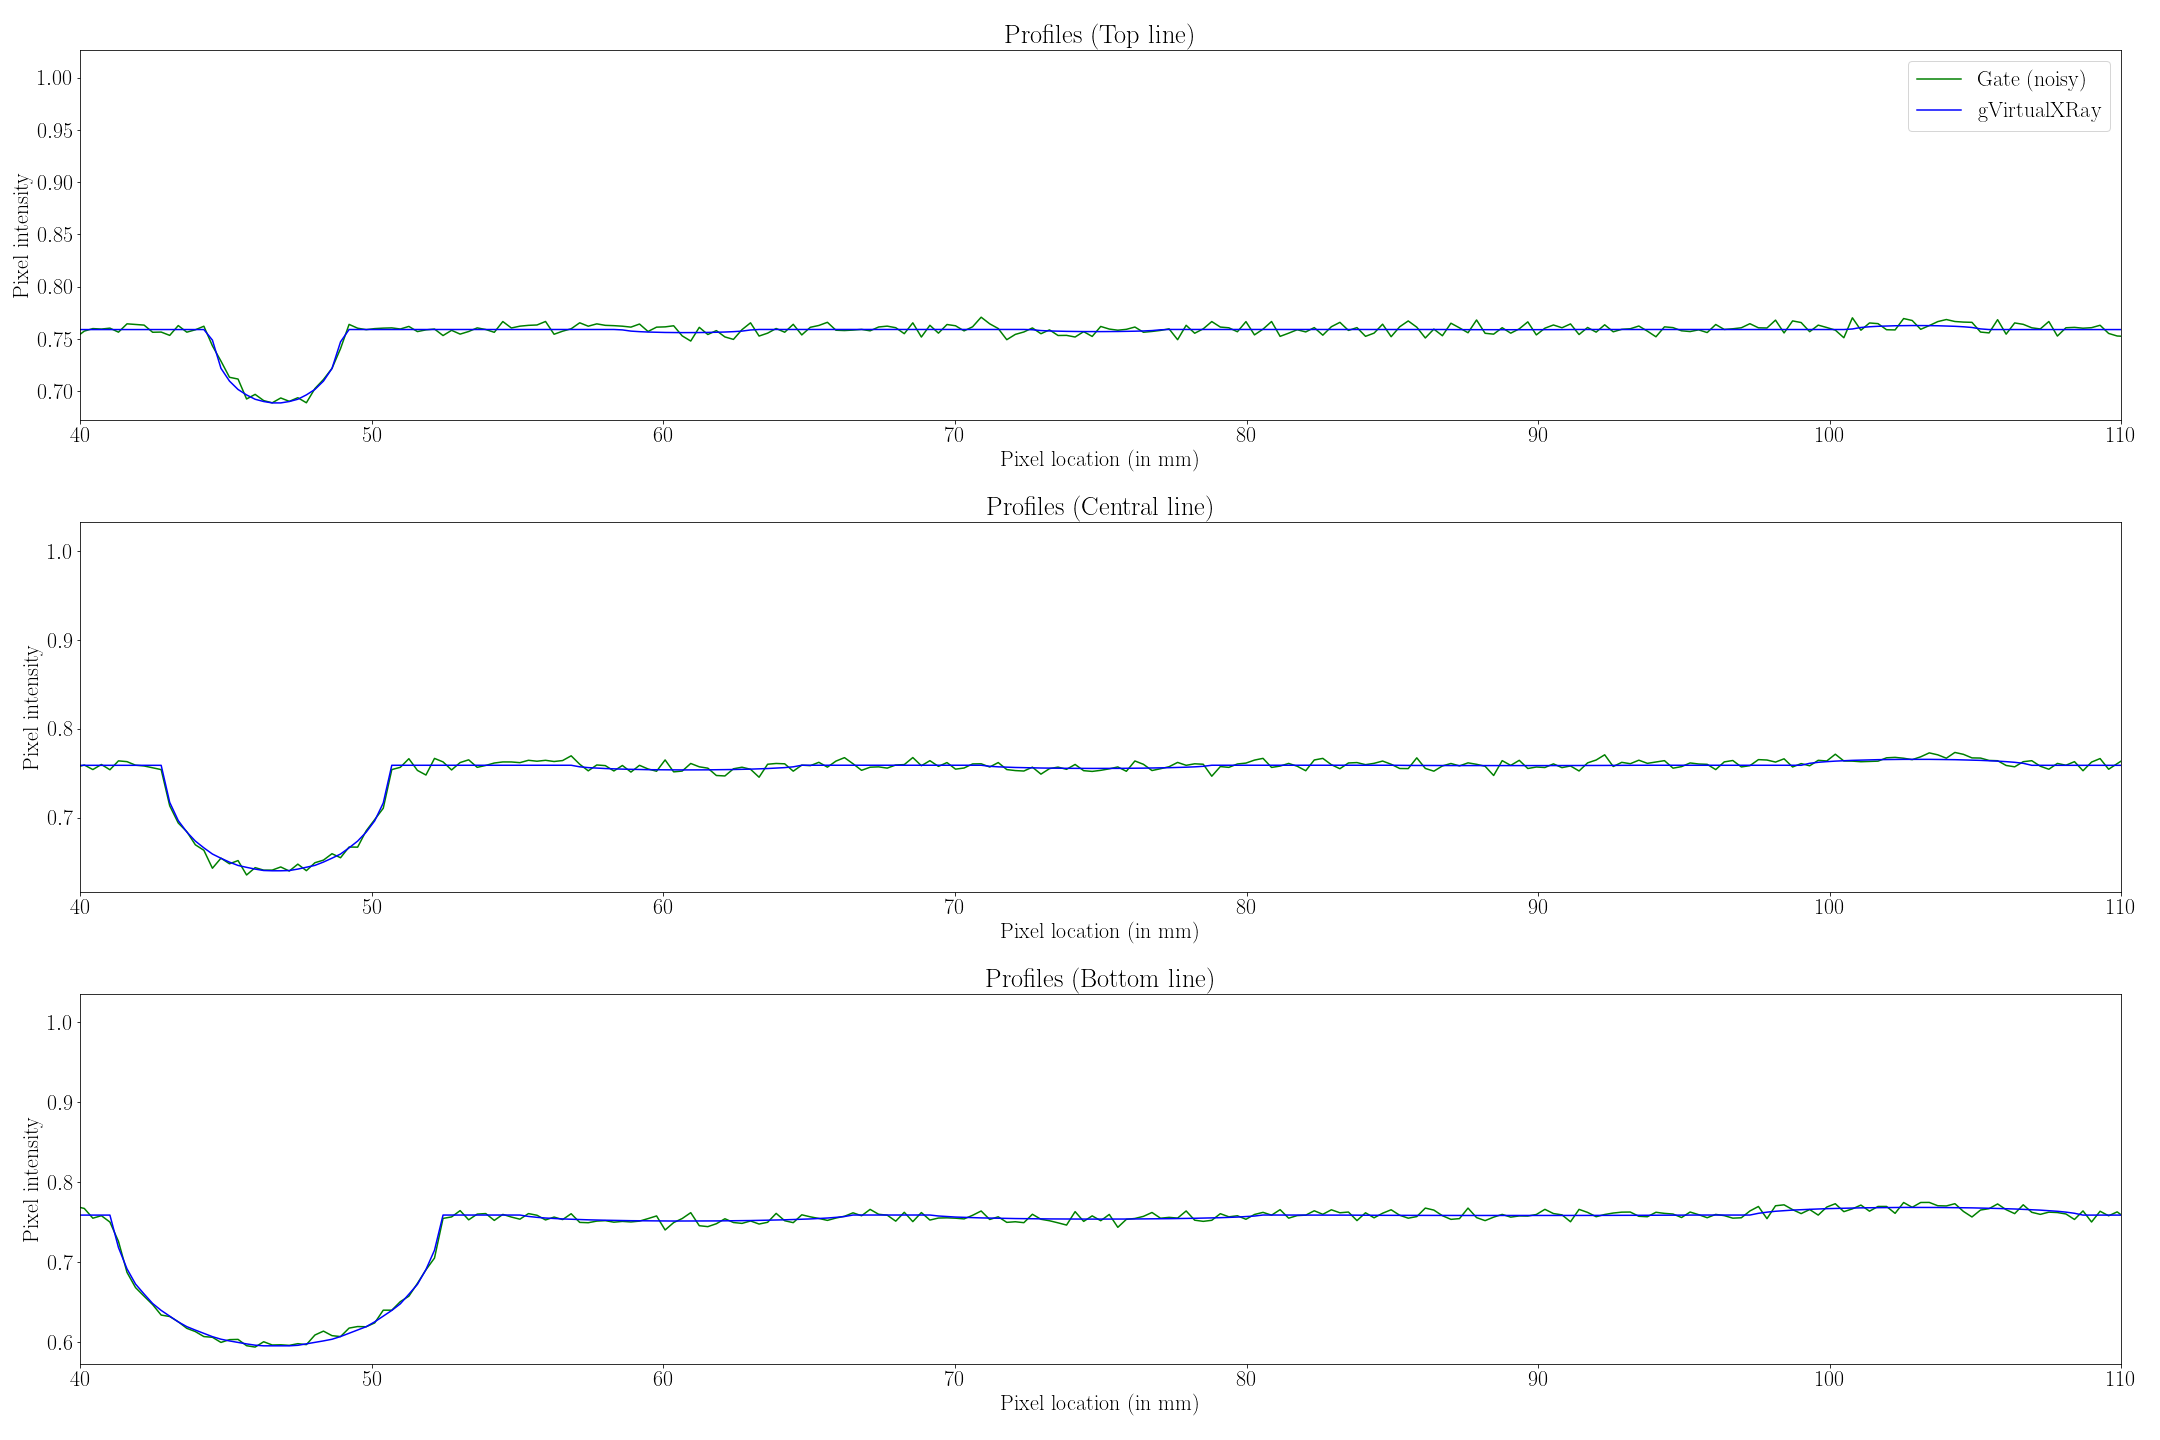 Profiles (Top line)
1.00
0.95
0.90
0.85
0.80
0.75
0.70
Pixel intensity
Gate (noisy)
gVirtualXRay
40 50 60 70 80 90 100 110
Pixel location (in mm)
Profiles (Central line)
1.0
0.9
0.8
0.7
Pixel intensity
40 50 60 70 80 90 100 110
Pixel location (in mm)
Profiles (Bottom line)
1.0
0.9
0.8
0.7
0.6
Pixel intensity
40 50 60 70 80 90 100 110
Pixel location (in mm)